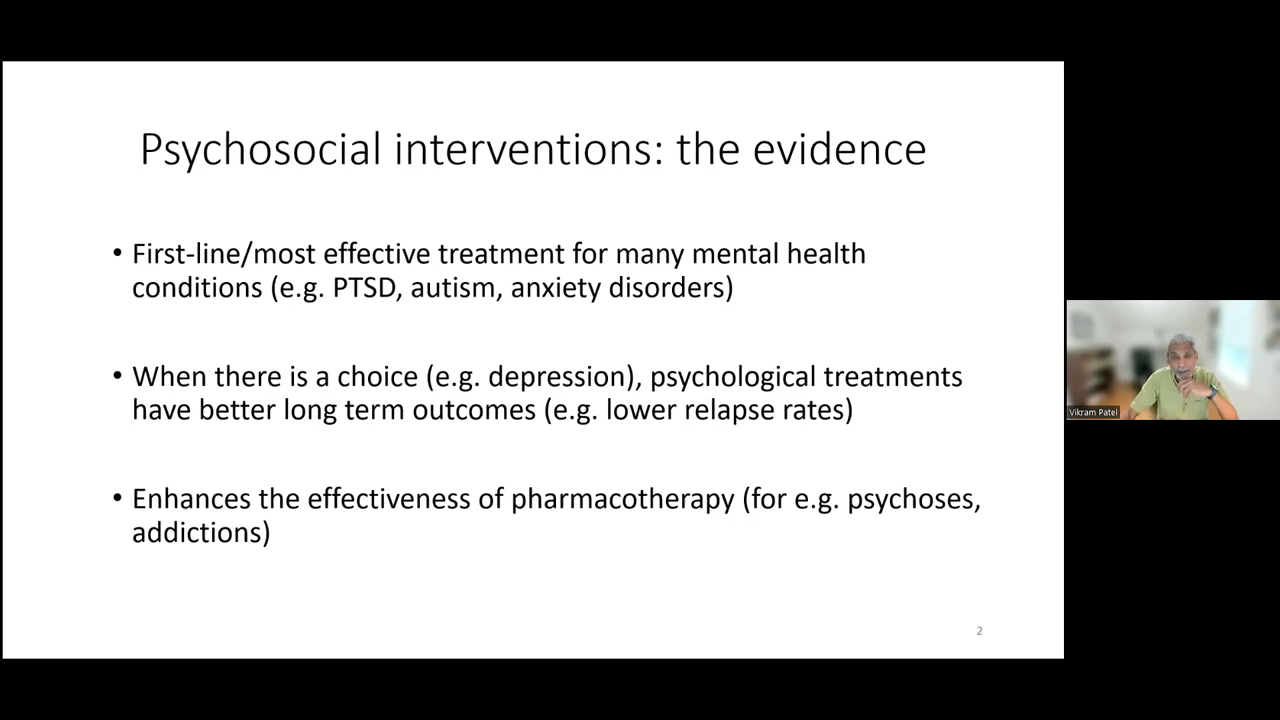 Psychosocial interventions: the evidence
• First-line/most effective treatment for many mental health
conditions (e.g. PTSD, autism, anxiety disorders)
• When there is a choice (e.g. depression), psychological treatments
have better long term outcomes (e.g. lower relapse rates)
• Enhances the effectiveness of pharmacotherapy (for e.g. psychoses,
addictions)
2
Vikram Patel